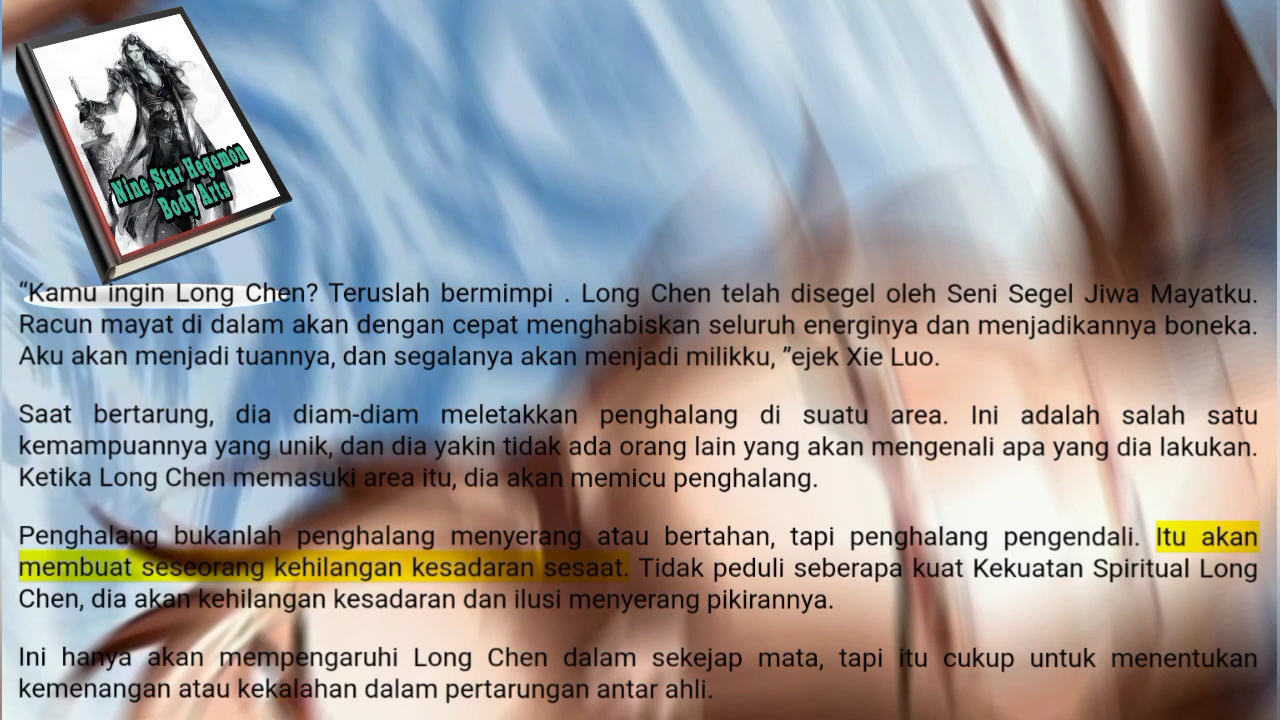 Nine Star Hegemon
Body Arts
“Kamu ingin Long Chen? Teruslah bermimpi . Long Chen telah disegel oleh Seni Segel Jiwa Mayatku.
Racun mayat di dalam akan dengan cepat menghabiskan seluruh energinya dan menjadikannya boneka.
Aku akan menjadi tuannya, dan segalanya akan menjadi milikku, ”ejek Xie Luo.
Saat bertarung, dia diam-diam meletakkan penghalang di suatu area. Ini adalah salah satu
kemampuannya yang unik, dan dia yakin tidak ada orang lain yang akan mengenali apa yang dia lakukan.
Ketika Long Chen memasuki area itu, dia akan memicu penghalang.
Penghalang bukanlah penghalang menyerang atau bertahan, tapi penghalang pengendali. Itu akan
membuat seseorang kehilangan kesadaran sesaat. Tidak peduli seberapa kuat Kekuatan Spiritual Long
Chen, dia akan kehilangan kesadaran dan ilusi menyerang pikirannya.
Ini hanya akan mempengaruhi Long Chen dalam sekejap mata, tapi itu cukup untuk menentukan
kemenangan atau kekalahan dalam pertarungan antar ahli.